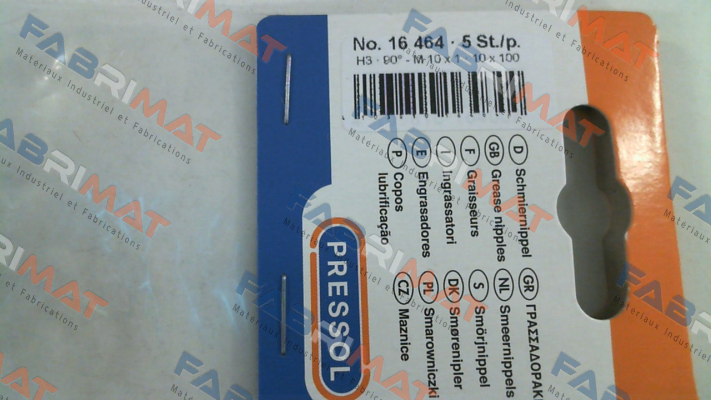 No. 16 464 · 5 St./p.
H3 · 90° - M 10 x 1 - 10 x 100
D Schmiernippel
GB Grease nipples
F Graisseurs
I Ingrassatori
E Engrasadores
P Copos
lubrificação
GR ΓΡΑΣΣΑΔΟΡΑΚΙ
NL Smeernippels
S Smörjnippel
DK Smørenipler
PL Smarowniczki
CZ Maznice
PRESSOL
FABRIMAT
Materiaux Industriel et Fabrications